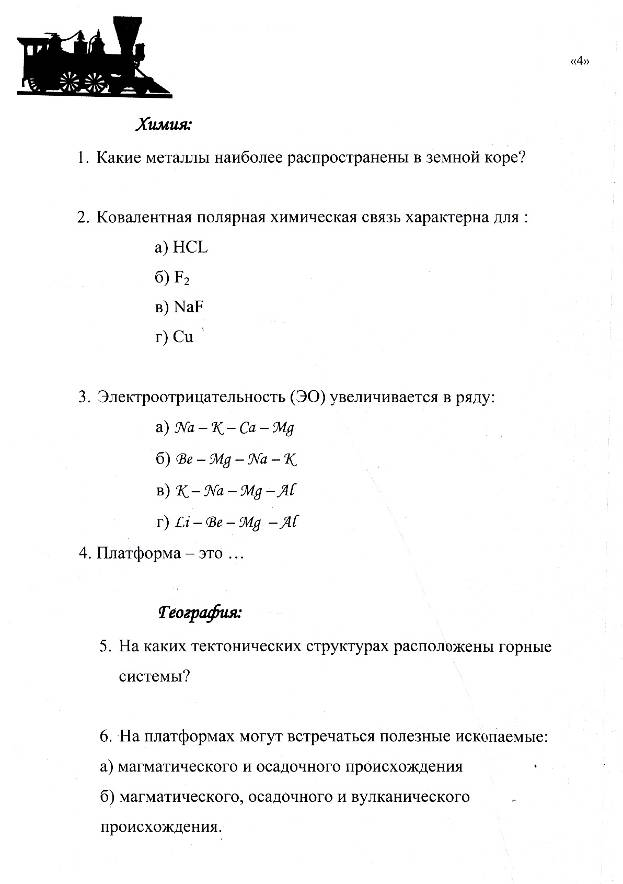 «4»
Химия:
1. Какие металлы наиболее распространены в земной коре?
2. Ковалентная полярная химическая связь характерна для :
а) HCL
б) F₂
в) NaF
г) Cu
3. Электроотрицательность (ЭО) увеличивается в ряду:
а) Na – K – Ca – Mg
б) Be – Mg – Na – K
в) K – Na – Mg – Al
г) Li – Be – Mg – Al
4. Платформа – это …
География:
5. На каких тектонических структурах расположены горные
системы?
6. На платформах могут встречаться полезные ископаемые:
а) магматического и осадочного происхождения
б) магматического, осадочного и вулканического
происхождения.